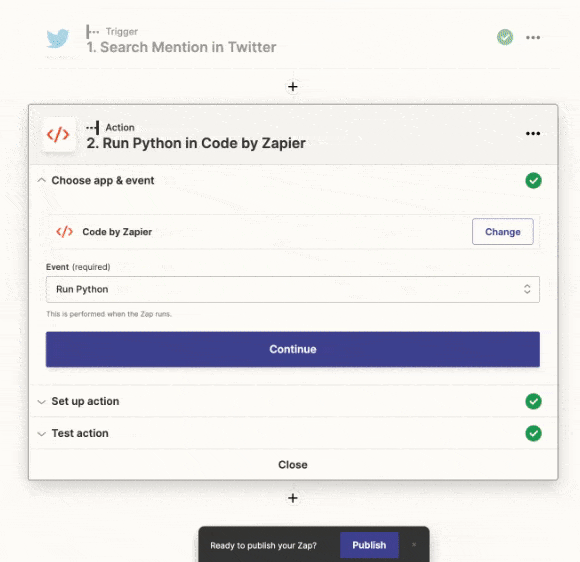 Trigger
1. Search Mention in Twitter
Action
2. Run Python in Code by Zapier
Choose app & event
</> Code by Zapier
Change
Event (required)
Run Python
This is performed when the Zap runs.
Continue
Set up action
Test action
Close
Ready to publish your Zap?
Publish